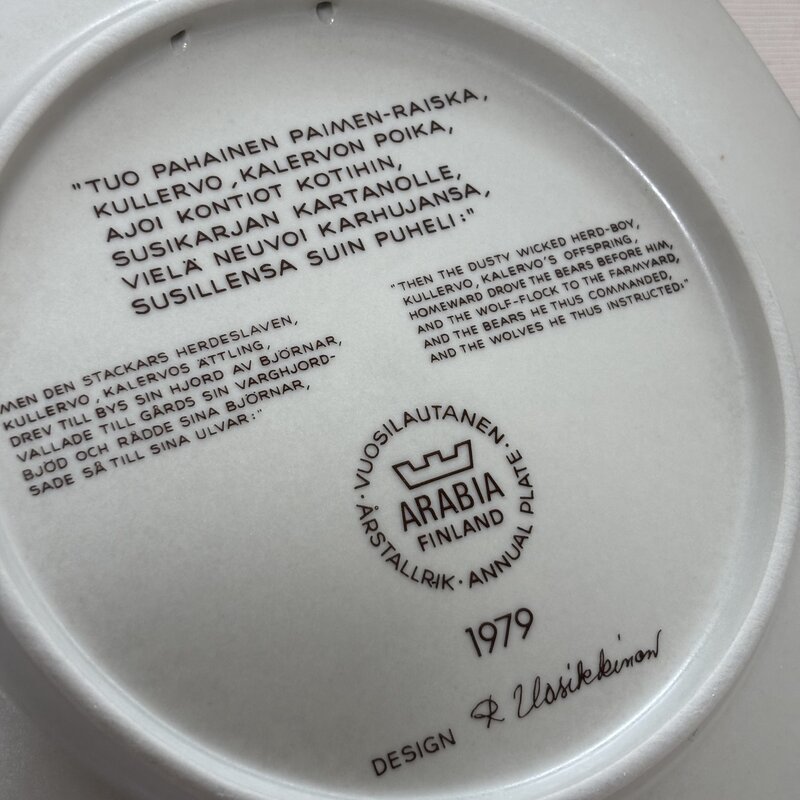 "TUO PAHAINEN PAIMEN-RAISKA,
KULLERVO, KALERVON POIKA,
AJOI KONTIOT KOTIHIN,
SUSIKARJAN KARTANOLLE,
VIELÄ NEUVOI KARHUJANSA,
SUSILLENSA SUIN PUHELI:"
"THEN THE DUSTY WICKED HERD-BOY,
KULLERVO, KALERVO'S OFFSPRING,
HOMEWARD DROVE THE BEARS BEFORE HIM,
AND THE WOLF-FLOCK TO THE FARMYARD,
AND THE BEARS HE THUS COMMANDED,
AND THE WOLVES HE THUS INSTRUCTED:"
MEN DEN STACKARS HERDESLAVEN,
KULLERVO, KALERVOS ÄTTLING,
DREV TILL BYS SIN HJORD AV BJÖRNAR,
VALLADE TILL GÅRDS SIN VARGHJORD-
BJÖD OCH RÅDDE SINA BJÖRNAR,
SADE SÅ TILL SINA ULVAR:"
· VUOSILAUTANEN ·
ARABIA
FINLAND
ÅRSTALLRIK · ANNUAL PLATE
1979
DESIGN R Uosikkinen